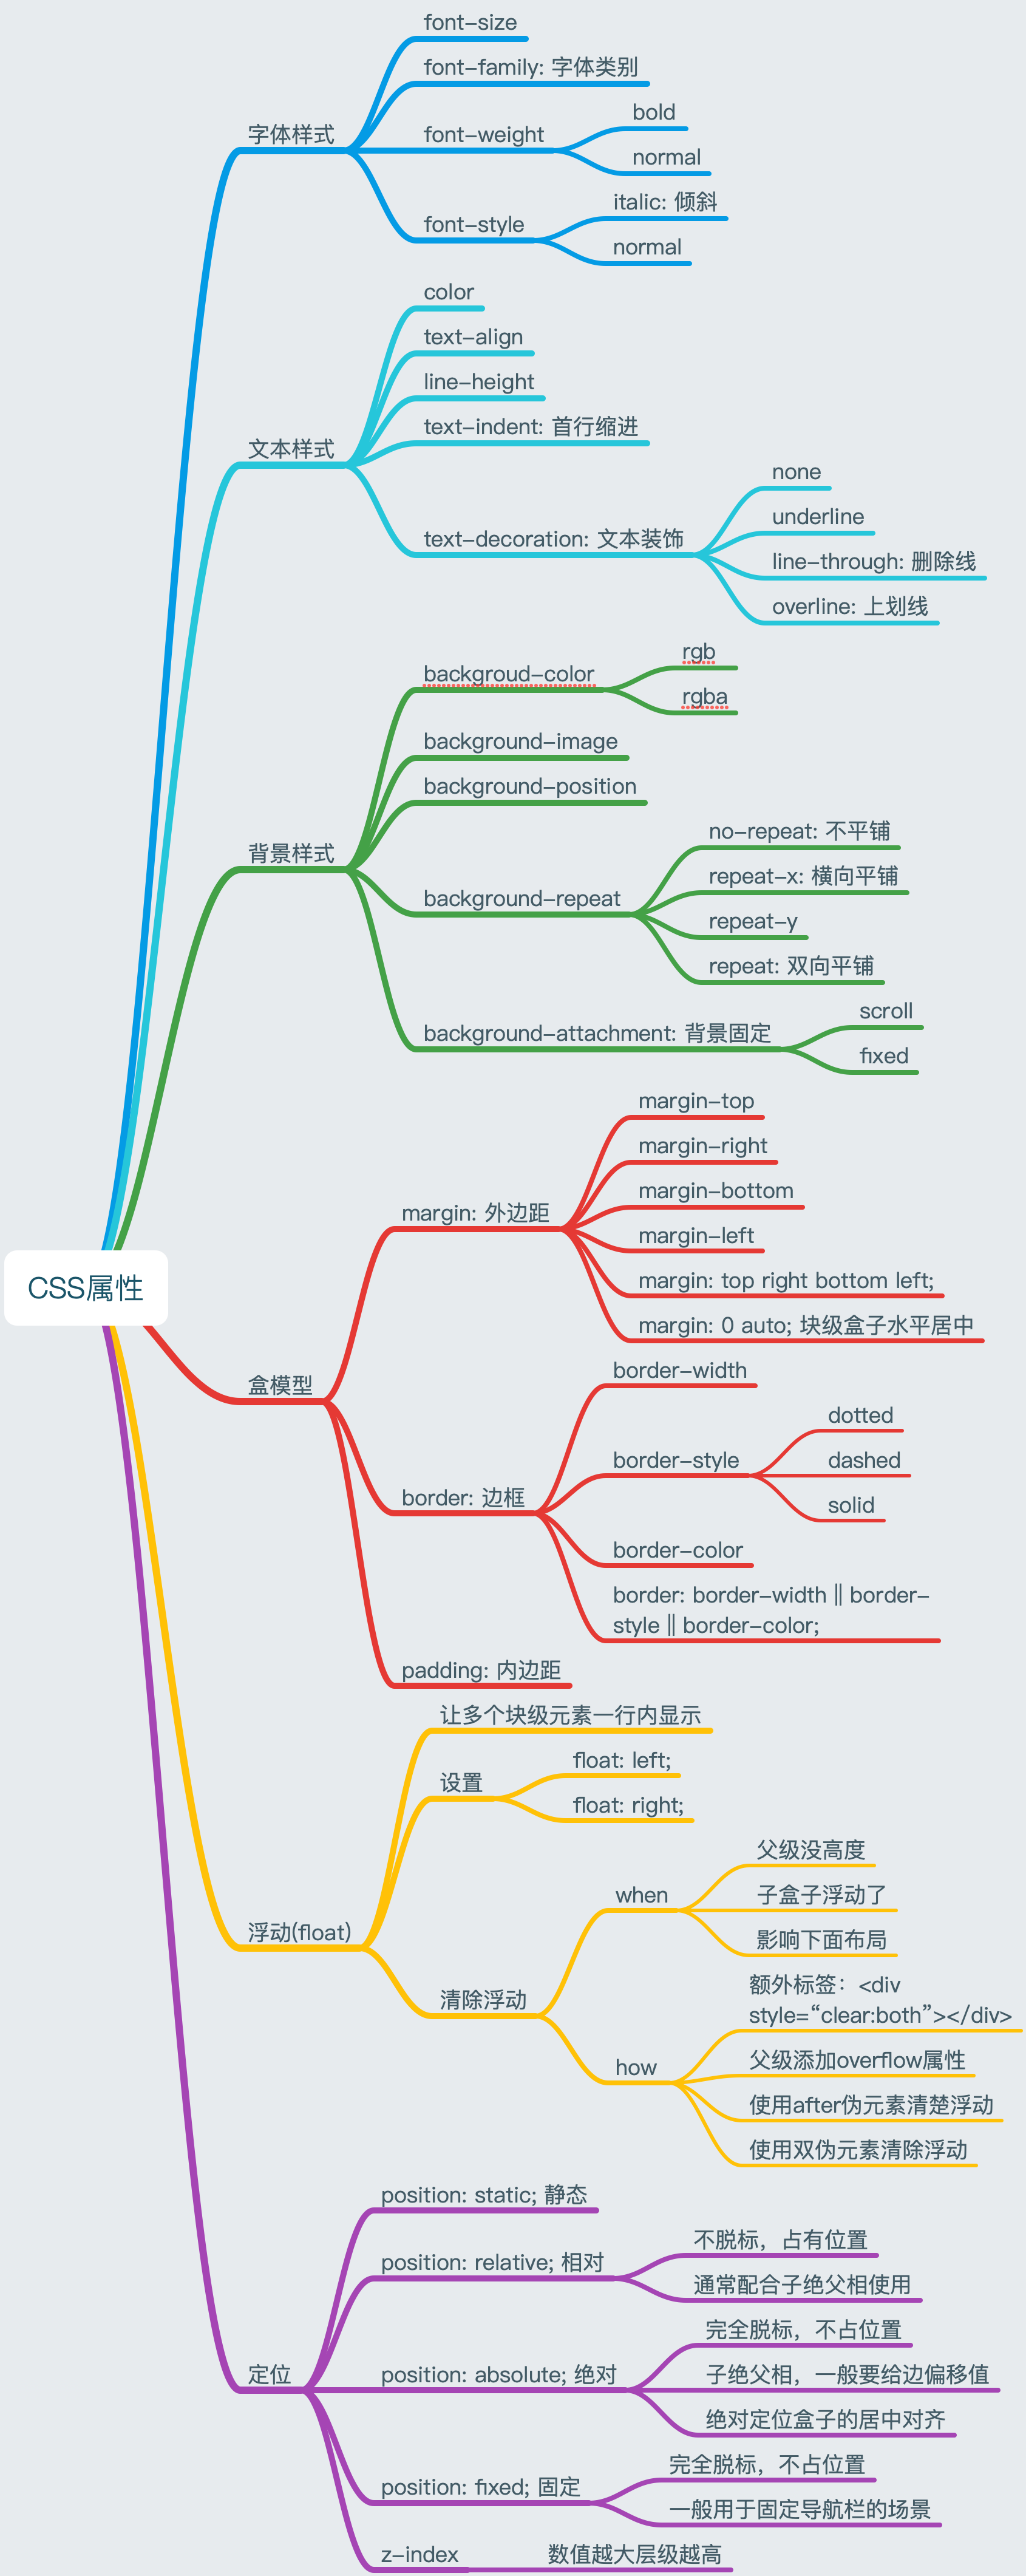 font-size
font-family: 字体类别
bold
字体样式
font-weight
normal
italic: 倾斜
font-style
normal
color
text-align
line-height
text-indent: 首行缩进
文本样式
none
underline
text-decoration: 文本装饰
line-through: 删除线
overline: 上划线
rgb
backgroud-color
rgba
background-image
background-position
no-repeat: 不平铺
背景样式
repeat-x: 横向平铺
background-repeat
repeat-y
repeat: 双向平铺
scroll
background-attachment: 背景固定
fixed
margin-top
margin-right
margin-bottom
margin: 外边距
margin-left
margin: top right bottom left;
CSS属性
margin: 0 auto; 块级盒子水平居中
border-width
盒模型
dotted
border-style
dashed
border: 边框
solid
border-color
border: border-width || border-
style || border-color;
padding: 内边距
让多个块级元素一行内显示
float: left;
设置
float: right;
父级没高度
when
子盒子浮动了
浮动(float)
影响下面布局
清除浮动
额外标签：<div
style=“clear:both”></div>
how
父级添加overflow属性
使用after伪元素清楚浮动
使用双伪元素清除浮动
position: static; 静态
不脱标，占有位置
position: relative; 相对
通常配合子绝父相使用
完全脱标，不占位置
定位
position: absolute; 绝对
子绝父相，一般要给边偏移值
绝对定位盒子的居中对齐
完全脱标，不占位置
position: fixed; 固定
一般用于固定导航栏的场景
z-index
数值越大层级越高